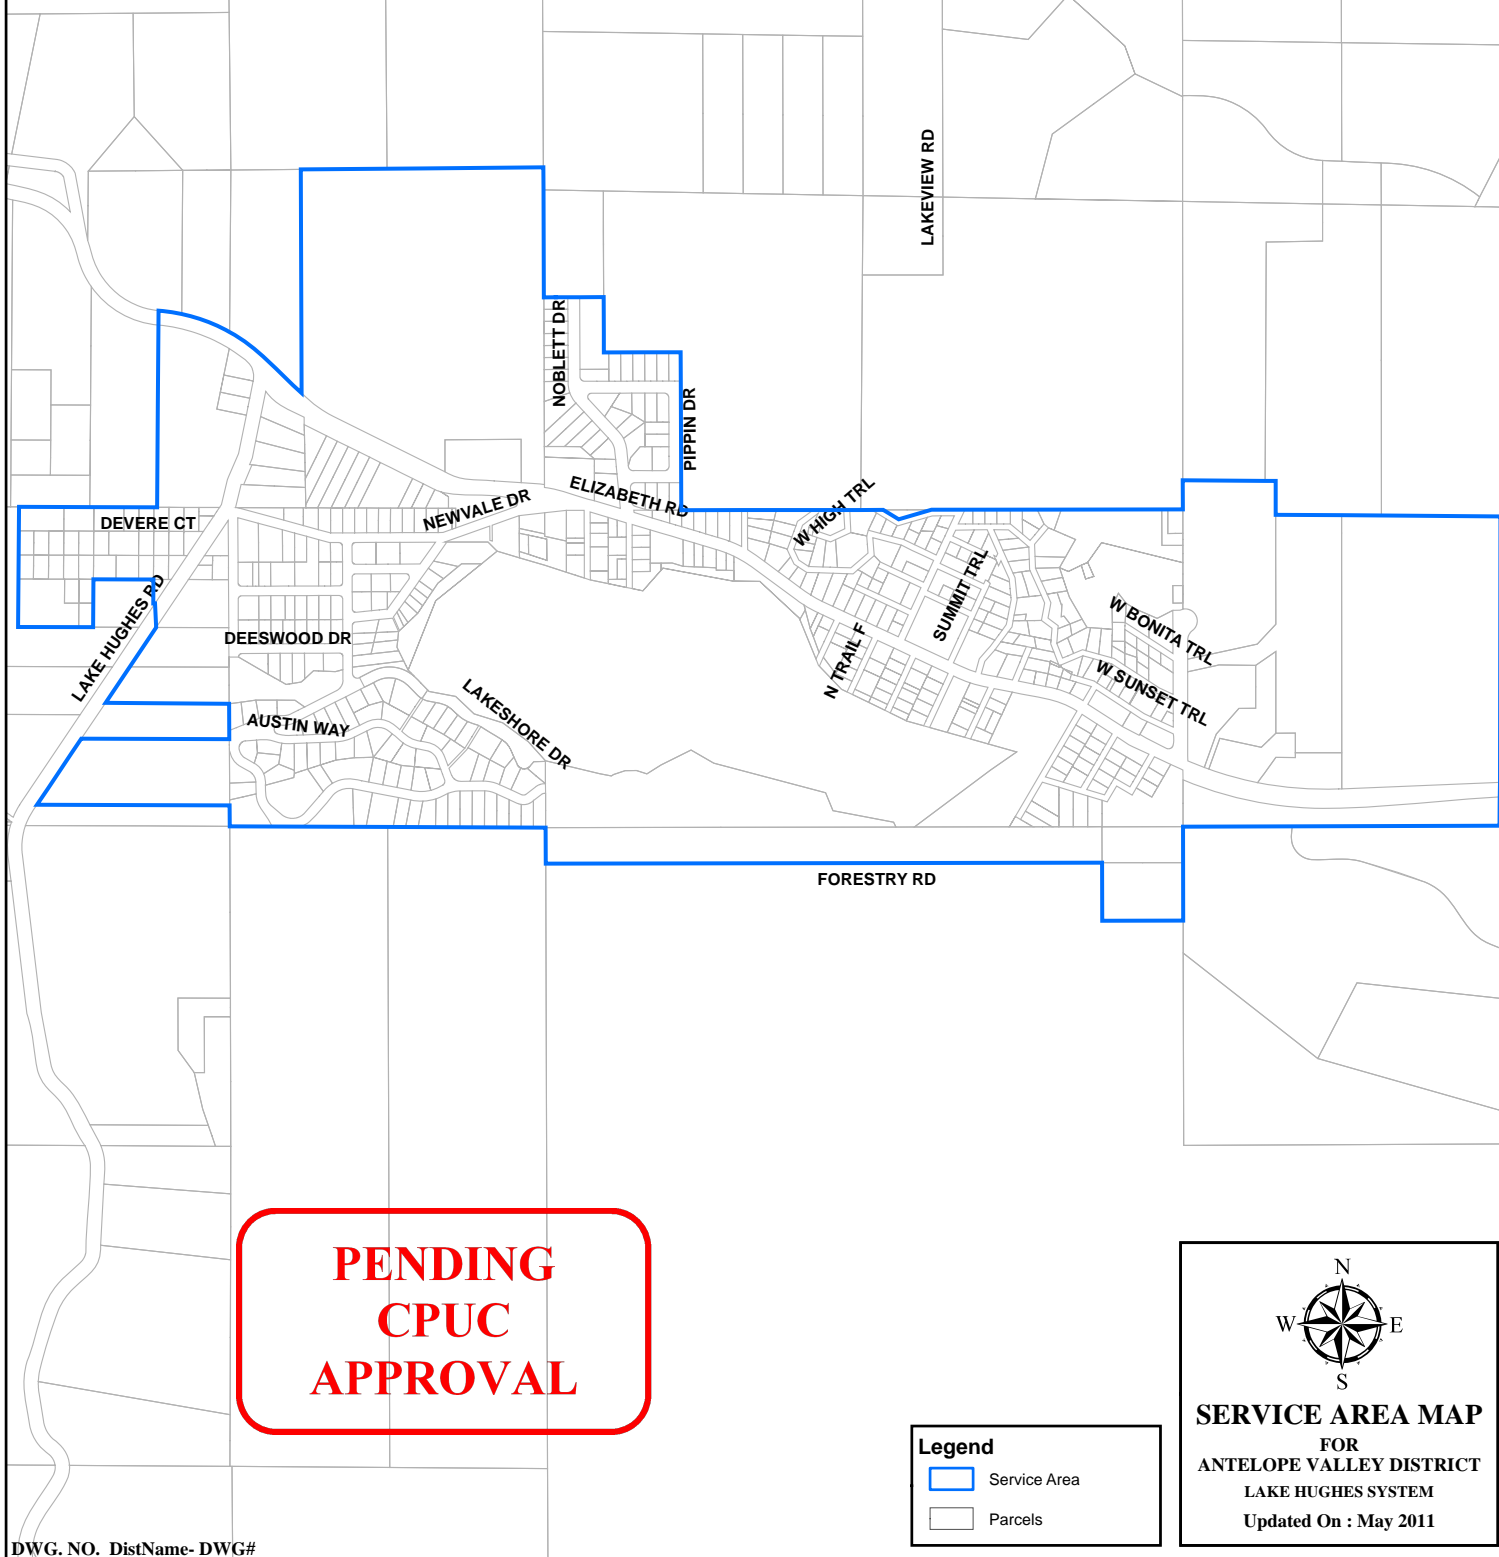 LAKEVIEW RD
NOBLETT DR
PIPPIN DR
ELIZABETH RD
NEWVALE DR
W HIGH TRL
DEVERE CT
SUMMIT TRL
LAKE HUGHES RD
DEESWOOD DR
W BONITA TRL
N TRAIL F
W SUNSET TRL
LAKESHORE DR
AUSTIN WAY
FORESTRY RD
PENDING
CPUC
APPROVAL
N
W
E
S
SERVICE AREA MAP
FOR
ANTELOPE VALLEY DISTRICT
LAKE HUGHES SYSTEM
Updated On : May 2011
Legend
Service Area
Parcels
DWG. NO. DistName- DWG#